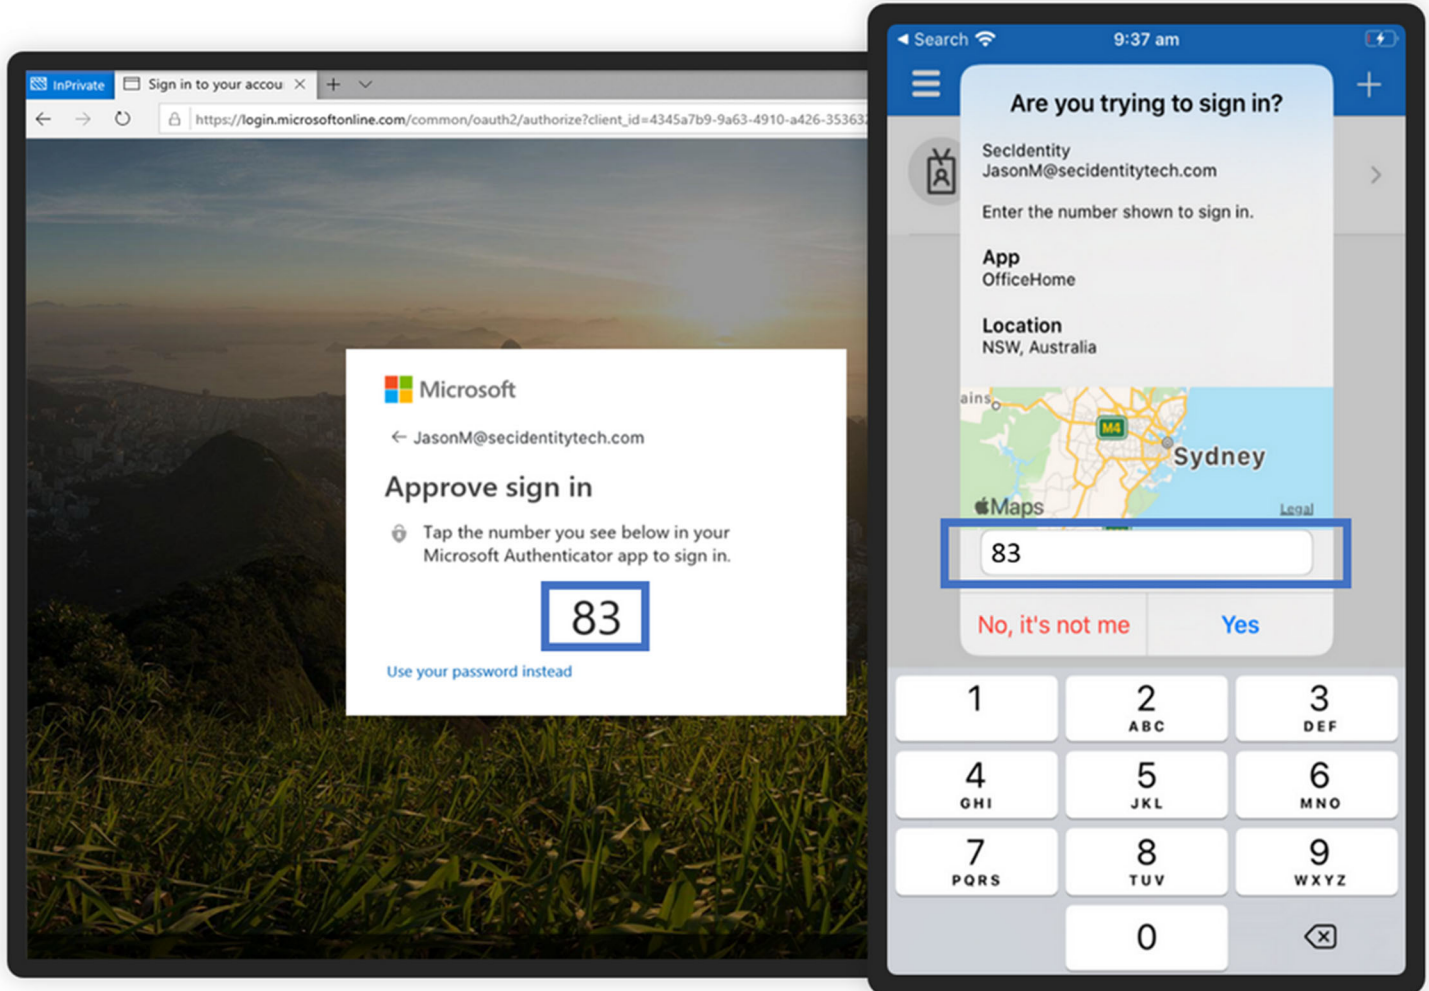 InPrivate
Sign in to your accou
https://login.microsoftonline.com/common/oauth2/authorize?client_id=4345a7b9-9a63-4910-a426-35363
Microsoft
JasonM@secidentitytech.com
Approve sign in
Tap the number you see below in your
Microsoft Authenticator app to sign in.
83
Use your password instead
Search
9:37 am
Are you trying to sign in?
SecIdentity
JasonM@secidentitytech.com
Enter the number shown to sign in.
App
OfficeHome
Location
NSW, Australia
ains
M4
Sydney
Maps
Legal
83
No, it's not me
Yes
1
2
ABC
3
DEF
4
GHI
5
JKL
6
MNO
7
PQRS
8
TUV
9
WXYZ
0